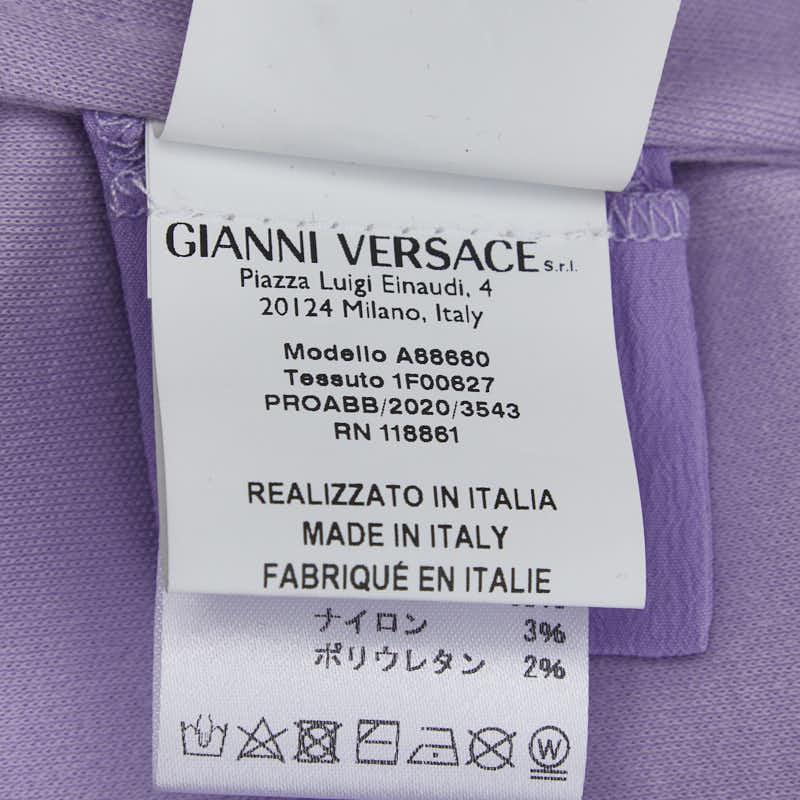 GIANNI VERSACE s.r.l.
Piazza Luigi Einaudi, 4
20124 Milano, Italy
Modello A88680
Tessuto 1F00627
PROABB/2020/3543
RN 118861
REALIZZATO IN ITALIA
MADE IN ITALY
FABRIQUÉ EN ITALIE
ナイロン 3%
ポリウレタン 2%
W